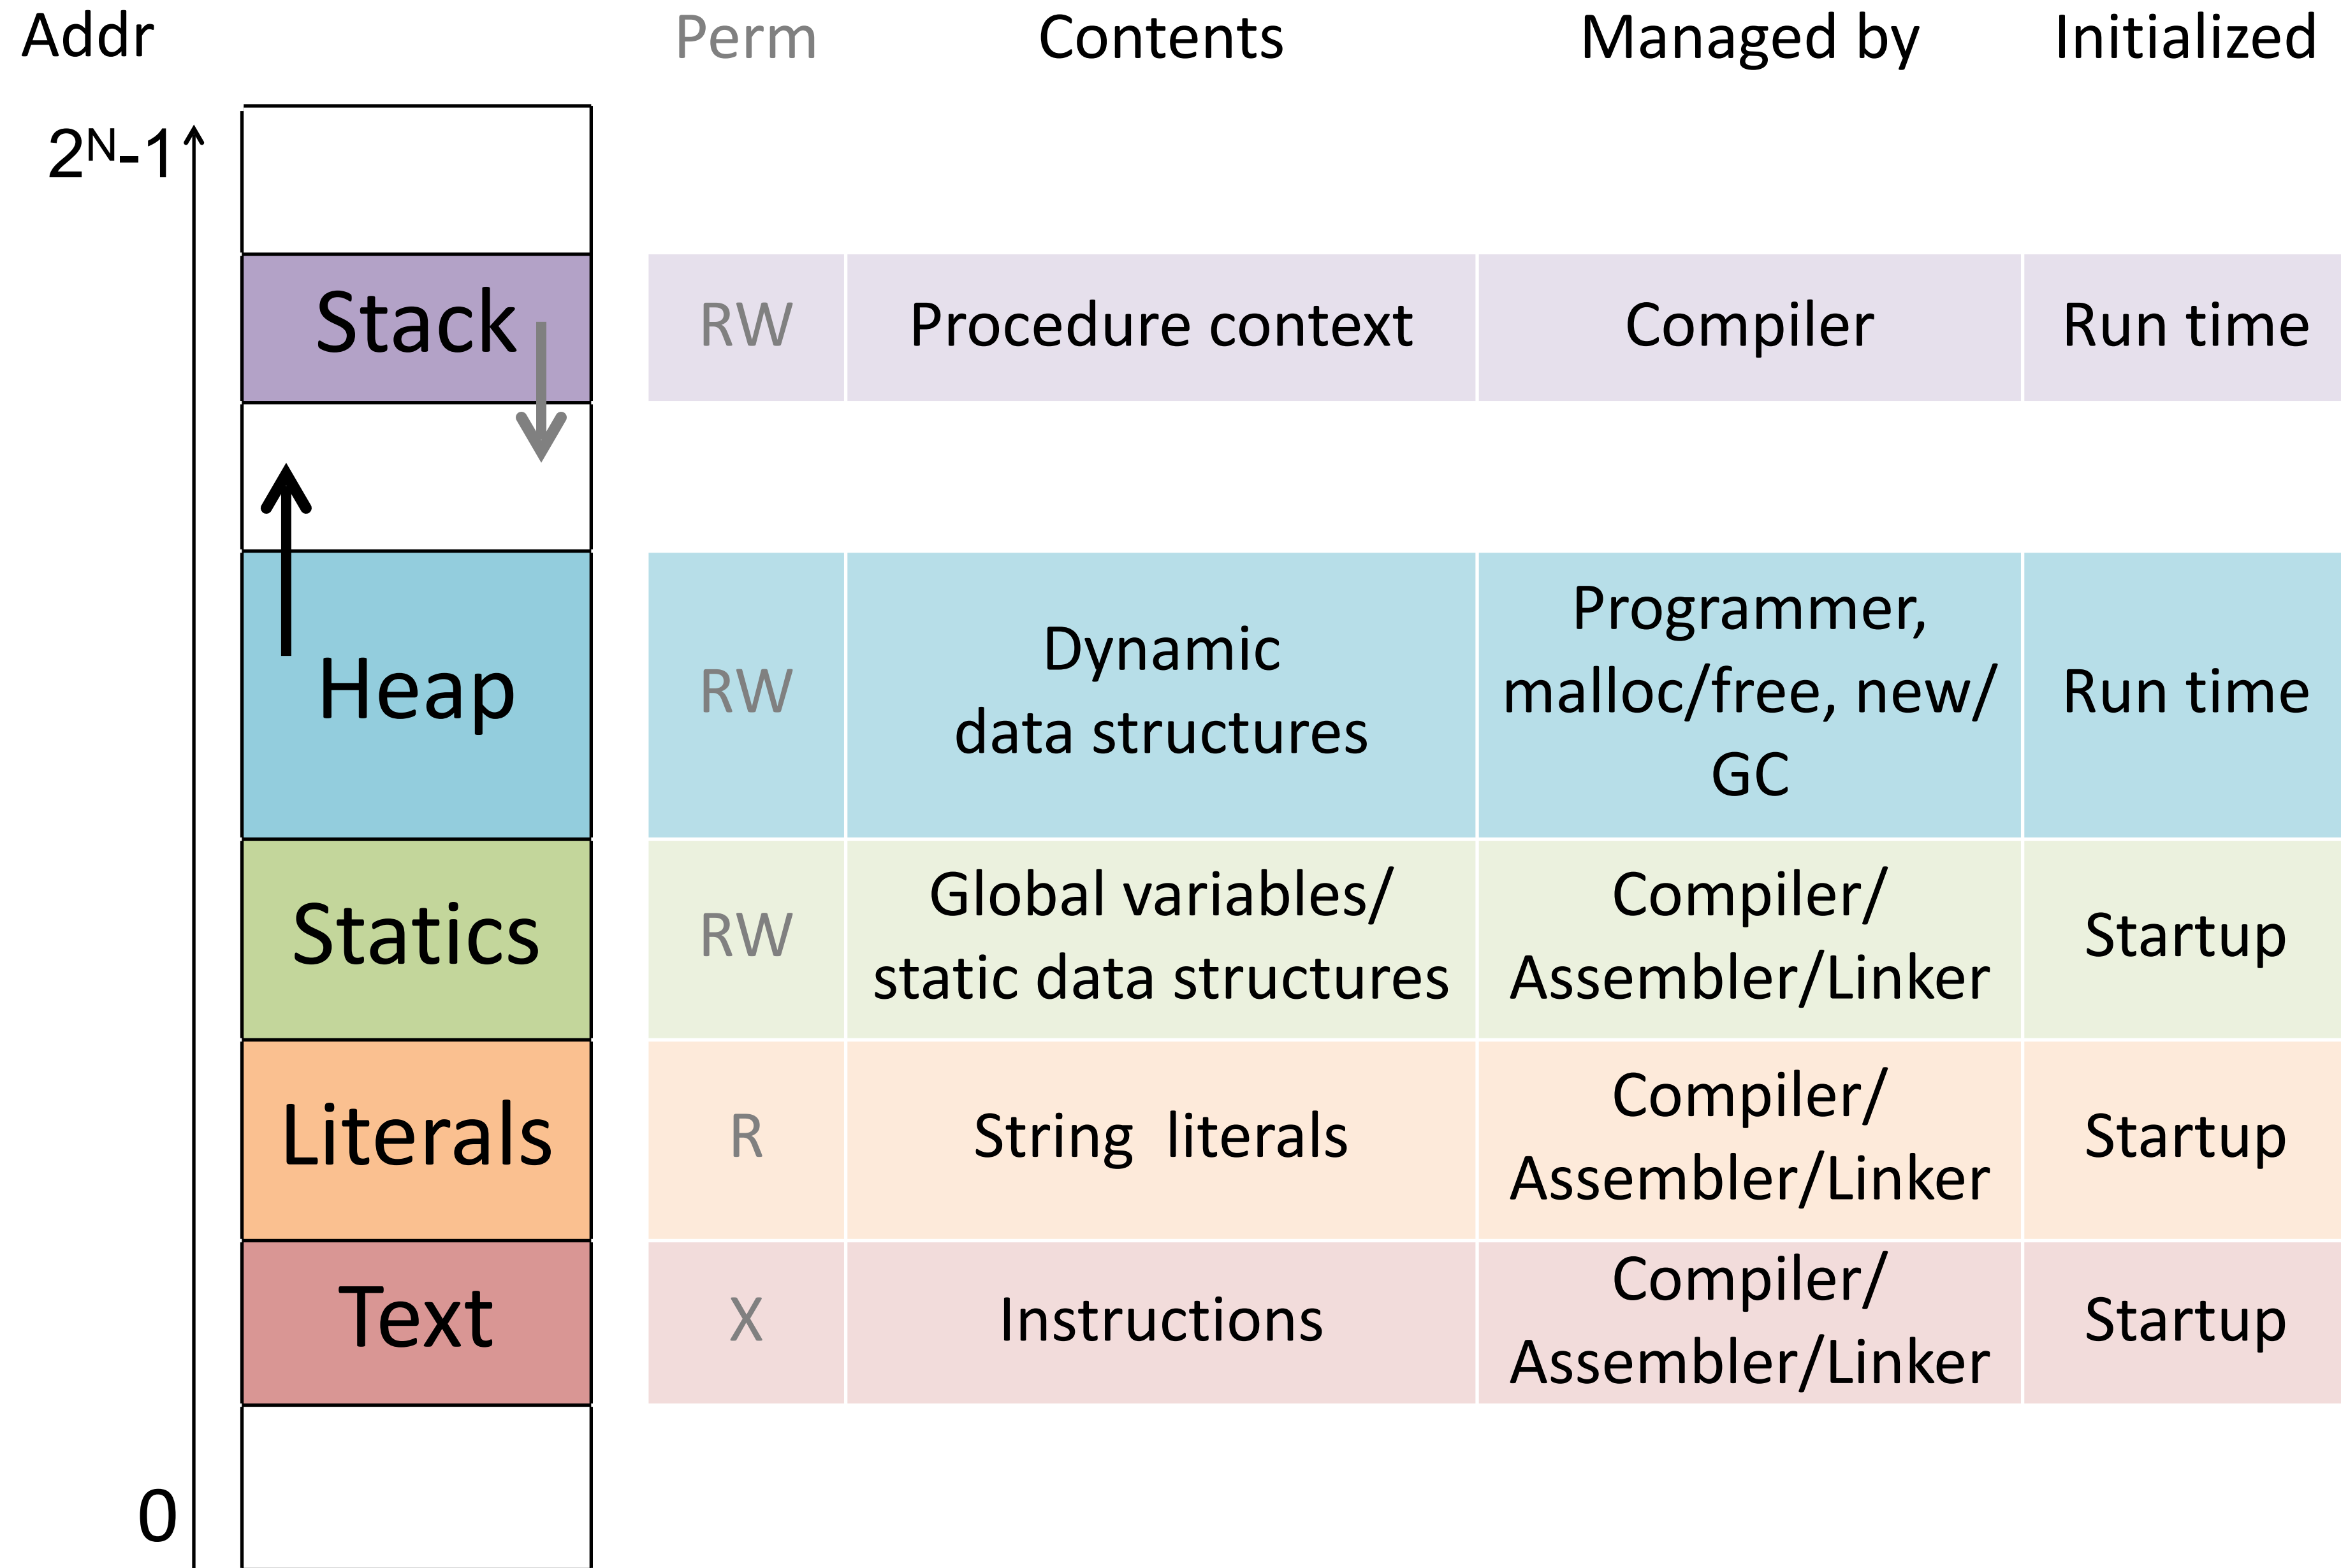 Addr Perm Contents Managed by Initialized
2ᴺ-1
Stack RW Procedure context Compiler Run time
Heap RW Dynamic
data structures
Programmer,
malloc/free, new/
GC
Run time
Statics RW Global variables/
static data structures
Compiler/
Assembler/Linker
Startup
Literals R String literals Compiler/
Assembler/Linker
Startup
Text X Instructions Compiler/
Assembler/Linker
Startup
0